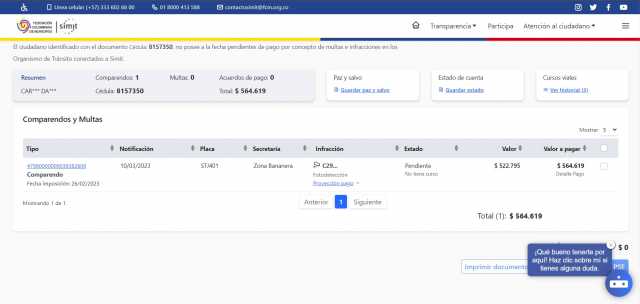 Línea celular (+57) 333 602 66 00
01 8000 413 588
contactosimit@fcm.org.co
FEDERACIÓN COLOMBIANA DE MUNICIPIOS
simit
Transparencia
Participa
Atención al ciudadano
El ciudadano identificado con el documento Cédula: 8157350, no posee a la fecha pendientes de pago por concepto de multas e infracciones en los
Organismo de Tránsito conectados a Simit.
Resumen
Comparendos: 1
Multas: 0
Acuerdos de pago: 0
CAR*** DA***
Cédula: 8157350
Total: $ 564.619
Paz y salvo
Guardar paz y salvo
Estado de cuenta
Guardar estado
Cursos viales
Ver historial (0)
Comparendos y Multas
Mostrar: 5
Tipo
Notificación
Placa
Secretaría
Infracción
Estado
Valor
Valor a pagar
Comparendo
Fecha imposición: 26/02/2023
10/03/2023
Zona Bananera
C29...
Fotodetección
Proyección pago
Pendiente
No tiene curso
$ 522.795
$ 564.619
Detalle Pago
Mostrando 1 de 1
Anterior
1
Siguiente
Total (1): $ 564.619
$ 0
¡Qué bueno tenerte por aquí! Haz clic sobre mí si tienes alguna duda.
Imprimir documento
PSE